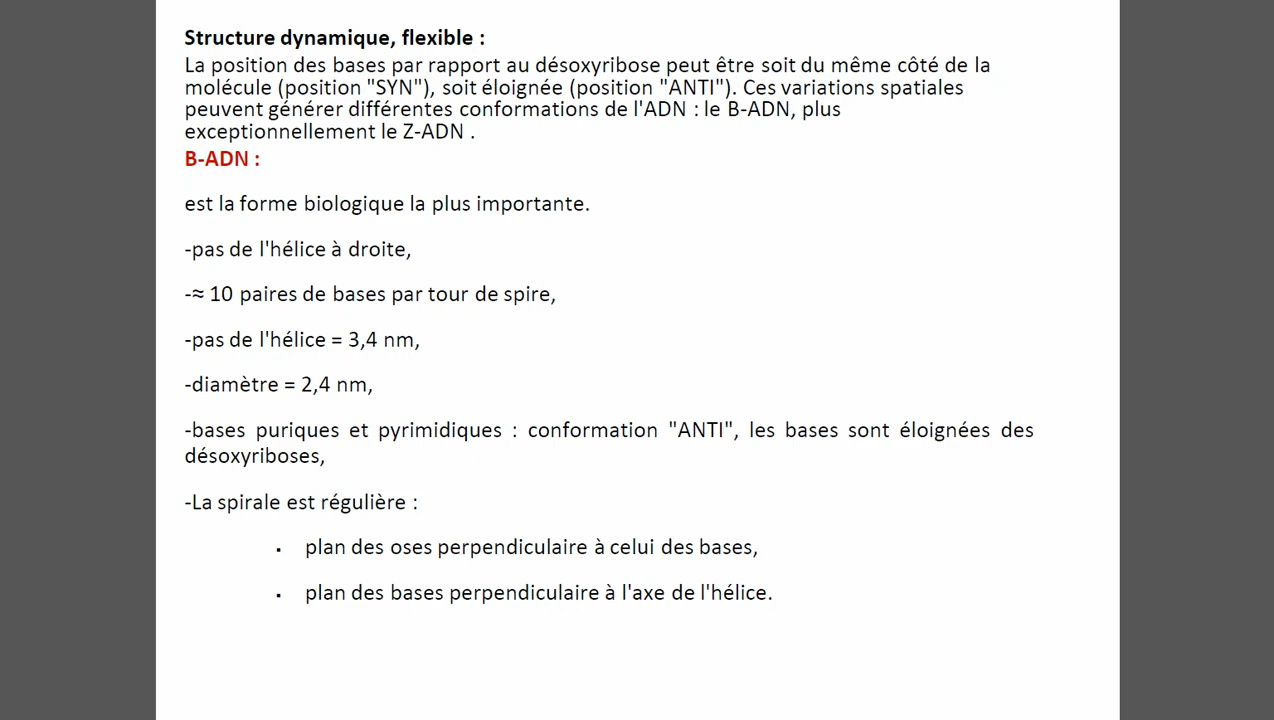 Structure dynamique, flexible :
La position des bases par rapport au désoxyribose peut être soit du même côté de la
molécule (position "SYN"), soit éloignée (position "ANTI"). Ces variations spatiales
peuvent générer différentes conformations de l'ADN : le B-ADN, plus
exceptionnellement le Z-ADN .
B-ADN :
est la forme biologique la plus importante.
-pas de l'hélice à droite,
-≈ 10 paires de bases par tour de spire,
-pas de l'hélice = 3,4 nm,
-diamètre = 2,4 nm,
-bases puriques et pyrimidiques : conformation "ANTI", les bases sont éloignées des
désoxyriboses,
-La spirale est régulière :
▪ plan des oses perpendiculaire à celui des bases,
▪ plan des bases perpendiculaire à l'axe de l'hélice.